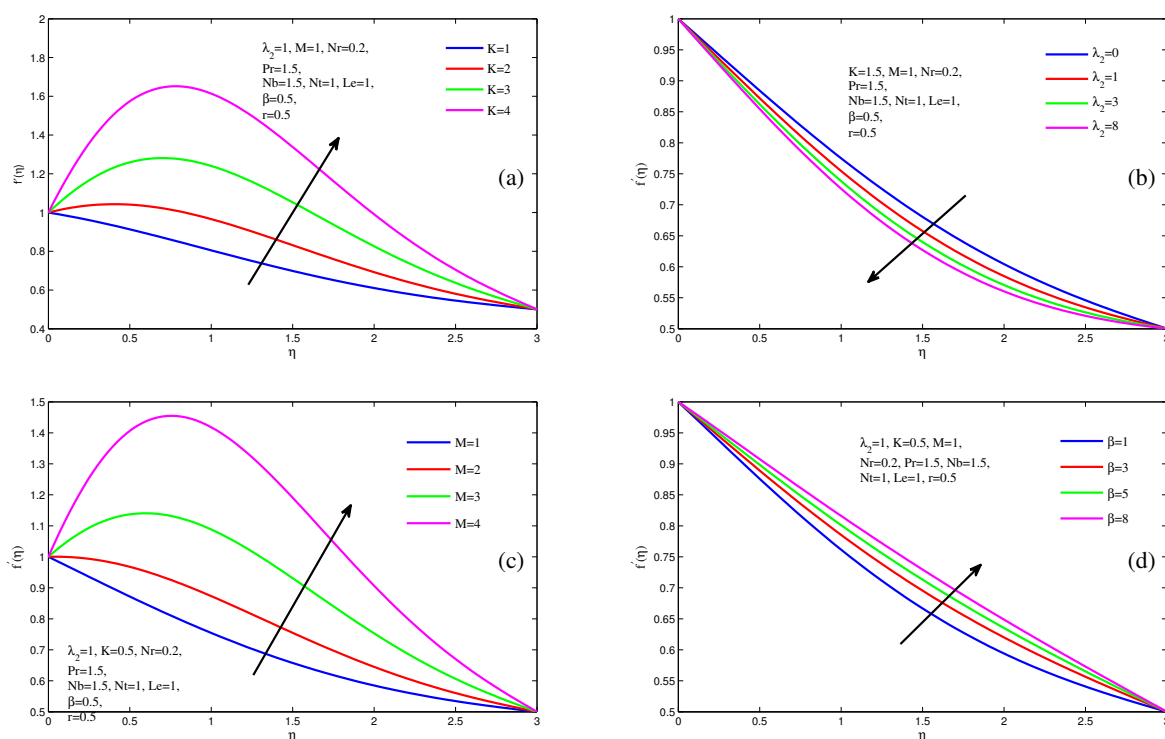 2
1.8
1.6
1.4
1.2
1
0.8
0.6
0.4
f'(η)
λ2=1, M=1, Nr=0.2,
Pr=1.5,
Nb=1.5, Nt=1, Le=1,
β=0.5,
r=0.5
K=1
K=2
K=3
K=4
(a)
0 0.5 1 1.5 2 2.5 3
η
1
0.95
0.9
0.85
0.8
0.75
0.7
0.65
0.6
0.55
0.5
f'(η)
K=1.5, M=1, Nr=0.2,
Pr=1.5,
Nb=1.5, Nt=1, Le=1,
β=0.5,
r=0.5
λ2=0
λ2=1
λ2=3
λ2=8
(b)
0 0.5 1 1.5 2 2.5 3
η
1.5
1.4
1.3
1.2
1.1
1
0.9
0.8
0.7
0.6
0.5
f'(η)
M=1
M=2
M=3
M=4
(c)
λ2=1, K=0.5, Nr=0.2,
Pr=1.5,
Nb=1.5, Nt=1, Le=1,
β=0.5,
r=0.5
0 0.5 1 1.5 2 2.5 3
η
1
0.95
0.9
0.85
0.8
0.75
0.7
0.65
0.6
0.55
0.5
f'(η)
λ2=1, K=0.5, M=1,
Nr=0.2, Pr=1.5, Nb=1.5,
Nt=1, Le=1, r=0.5
β=1
β=3
β=5
β=8
(d)
0 0.5 1 1.5 2 2.5 3
η